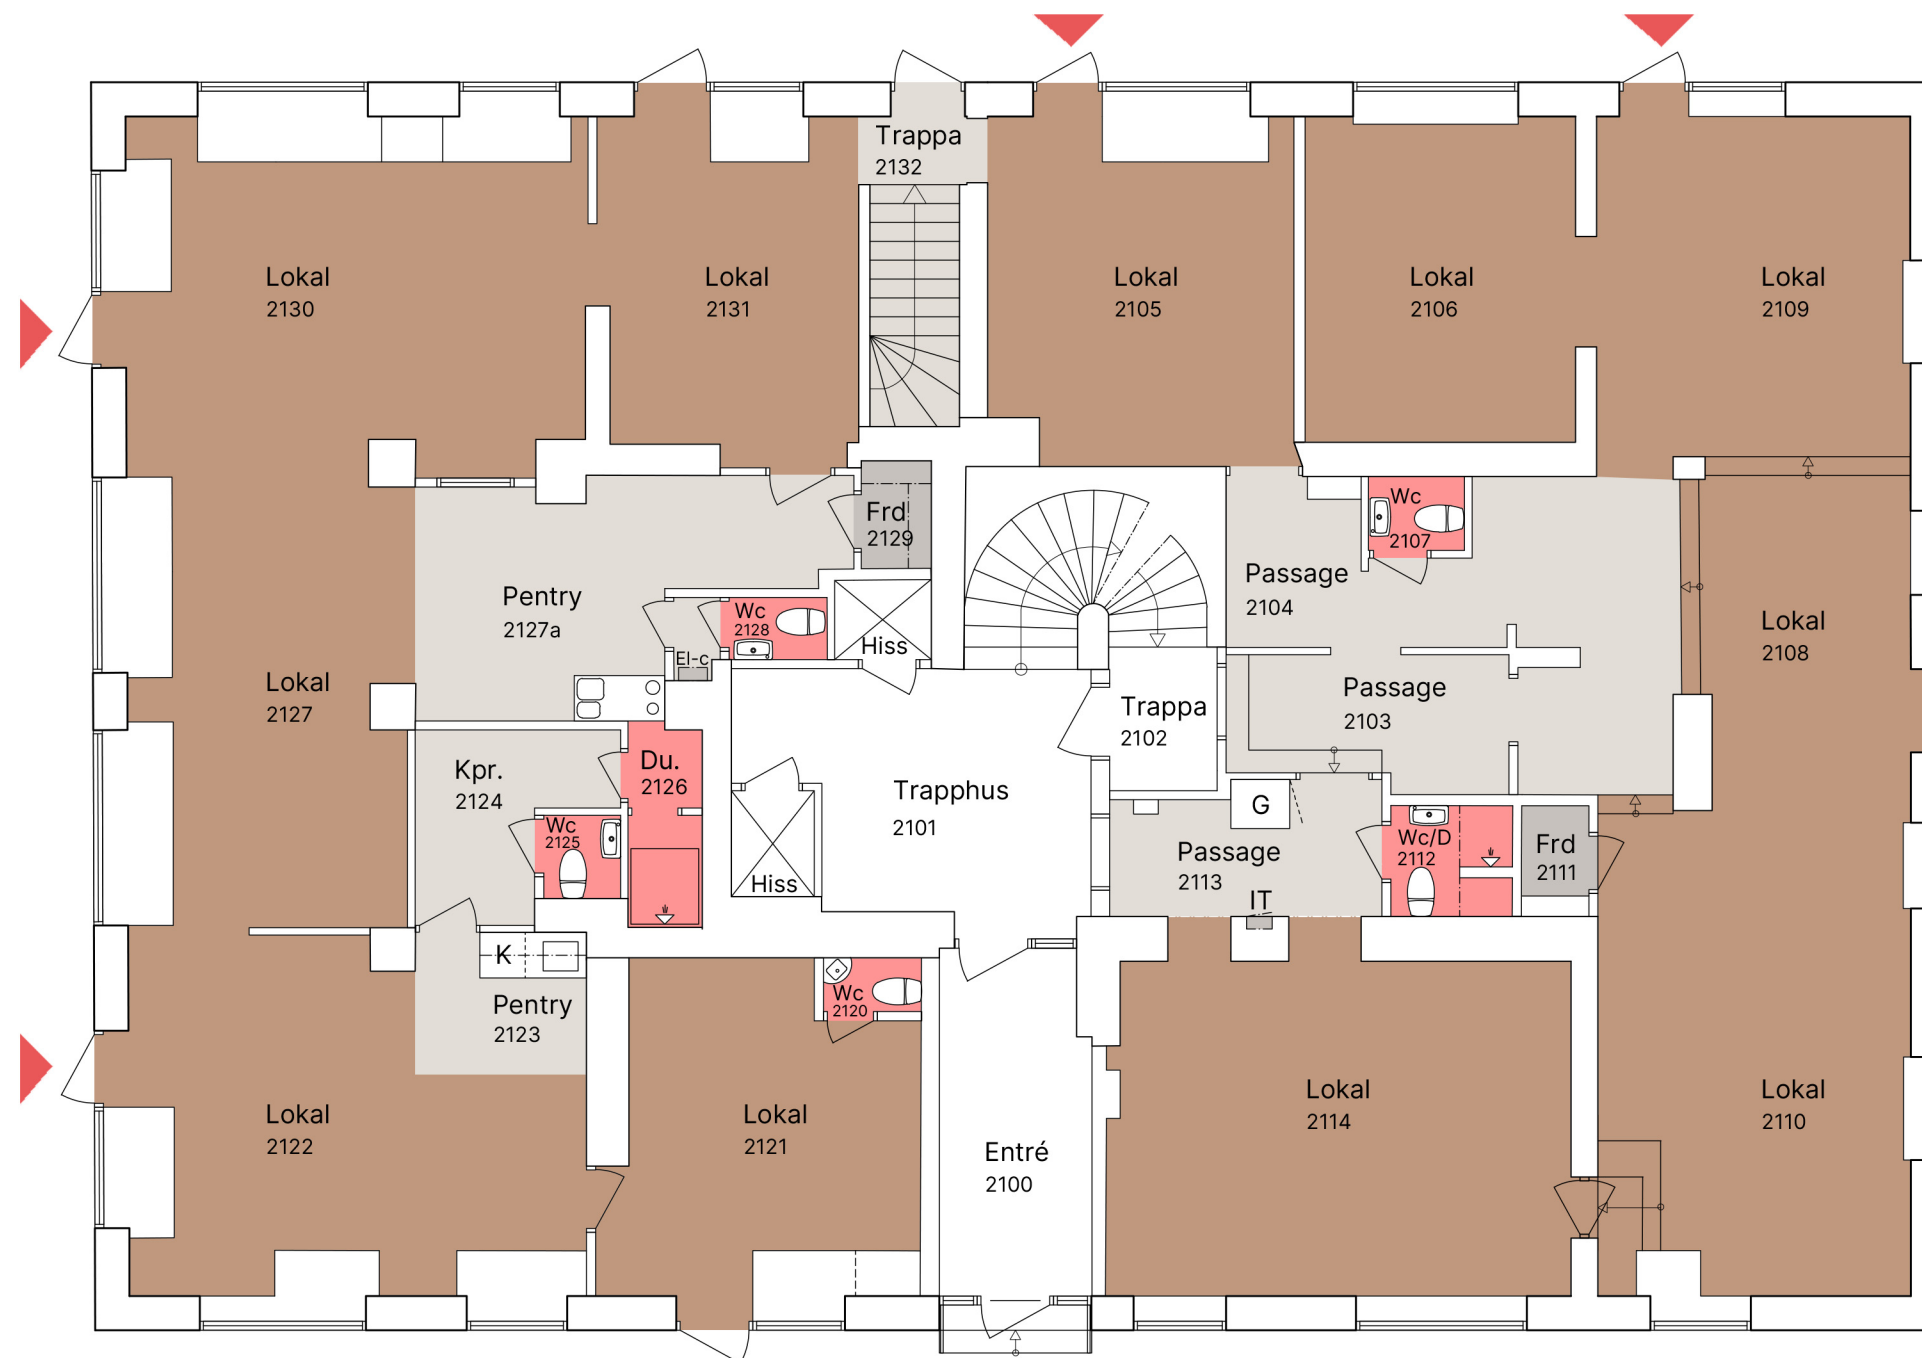 Trappa
2132
Lokal
2130
Lokal
2131
Lokal
2105
Lokal
2106
Lokal
2109
Wc
2107
Frd
2129
Passage
2104
Pentry
2127a
Wc
2128
Hiss
El-c
Lokal
2108
Lokal
2127
Passage
2103
Trappa
2102
Kpr.
2124
Du.
2126
Trapphus
2101
G
Wc
2125
Passage
2113
Wc/D
2112
Frd
2111
Hiss
IT
K
Pentry
2123
Wc
2120
Lokal
2122
Lokal
2121
Entré
2100
Lokal
2114
Lokal
2110